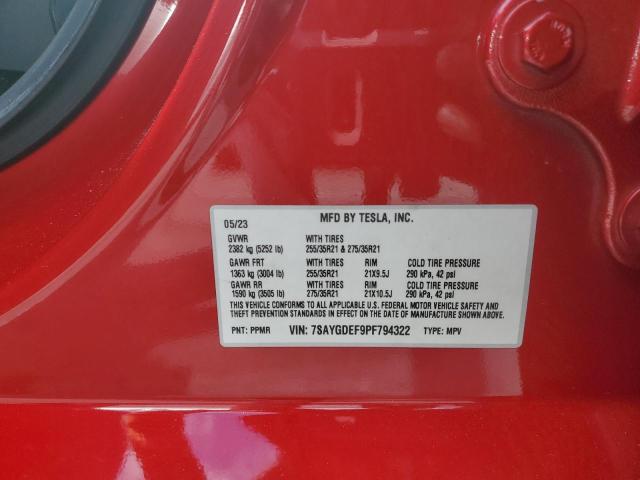 05/23 MFD BY TESLA, INC.
GVWR WITH TIRES
2382 kg (5252 lb) 255/35R21 & 275/35R21
GAWR FRT WITH TIRES RIM COLD TIRE PRESSURE
1363 kg (3004 lb) 255/35R21 21X9.5J 290 kPa, 42 psi
GAWR RR WITH TIRES RIM COLD TIRE PRESSURE
1590 kg (3505 lb) 275/35R21 21X10.5J 290 kPa, 42 psi
THIS VEHICLE CONFORMS TO ALL APPLICABLE U.S. FEDERAL MOTOR VEHICLE SAFETY AND
THEFT PREVENTION STANDARDS IN EFFECT ON THE DATE OF MANUFACTURE SHOWN ABOVE.
PNT: PPMR VIN: 7SAYGDEF9PF794322 TYPE: MPV